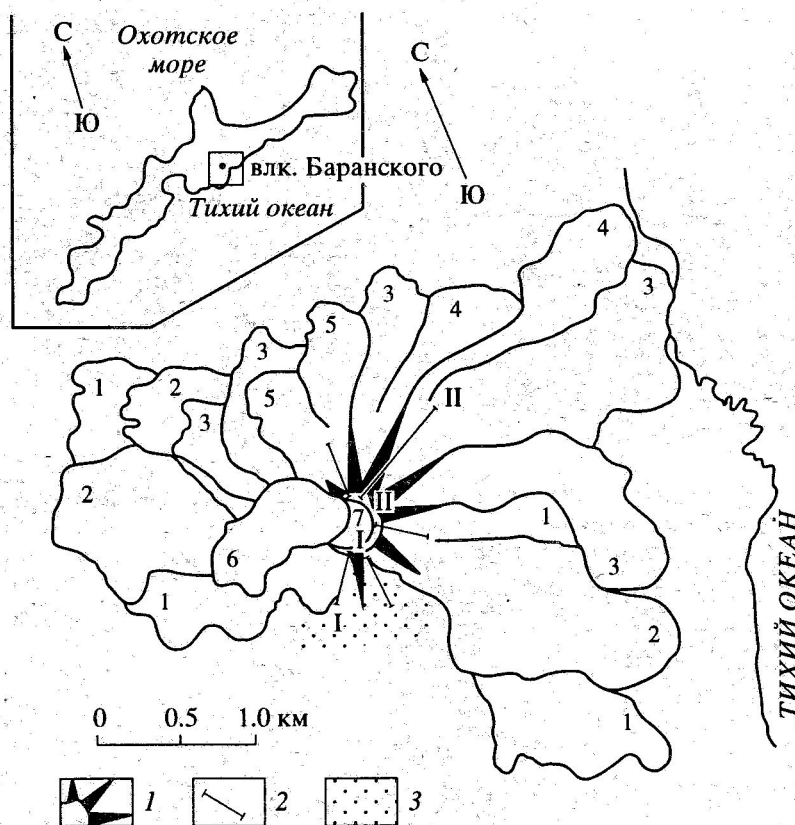 С
Ю
Охотское
море
влк. Баранского
Тихий океан
С
Ю
4
3
3
4
5
3
5
1
2
3
II
2
II
7
I
1
6
3
1
I
2
1
ТИХИЙ ОКЕАН
0 0.5 1.0 км
1 2 3